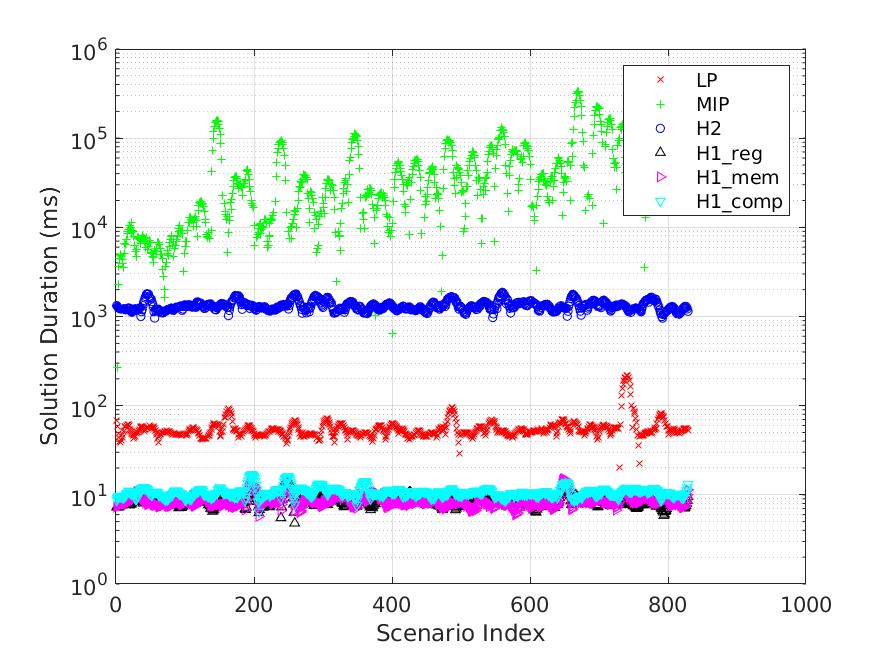 10^6
10^5
10^4
10^3
10^2
10^1
10^0
Solution Duration (ms)
LP
MIP
H2
H1_reg
H1_mem
H1_comp
0 200 400 600 800 1000
Scenario Index